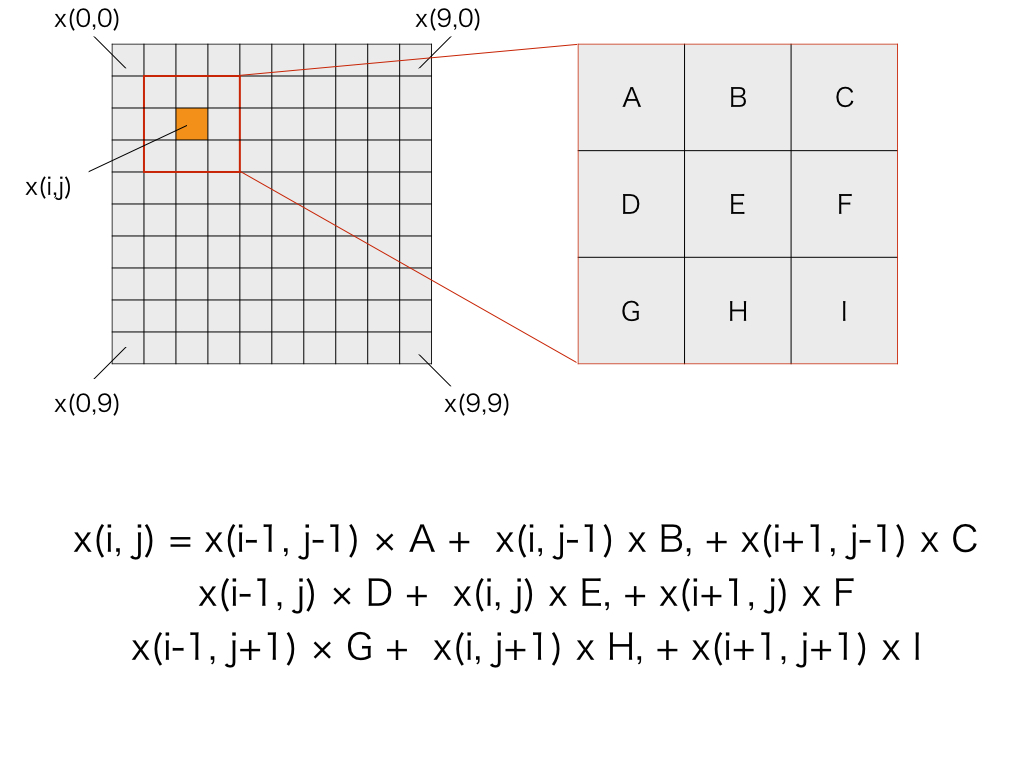 x(0,0)
x(9,0)
A B C
x(i,j)
D E F
G H I
x(0,9)
x(9,9)
x(i, j) = x(i-1, j-1) × A + x(i, j-1) x B, + x(i+1, j-1) x C
x(i-1, j) × D + x(i, j) x E, + x(i+1, j) x F
x(i-1, j+1) × G + x(i, j+1) x H, + x(i+1, j+1) x I